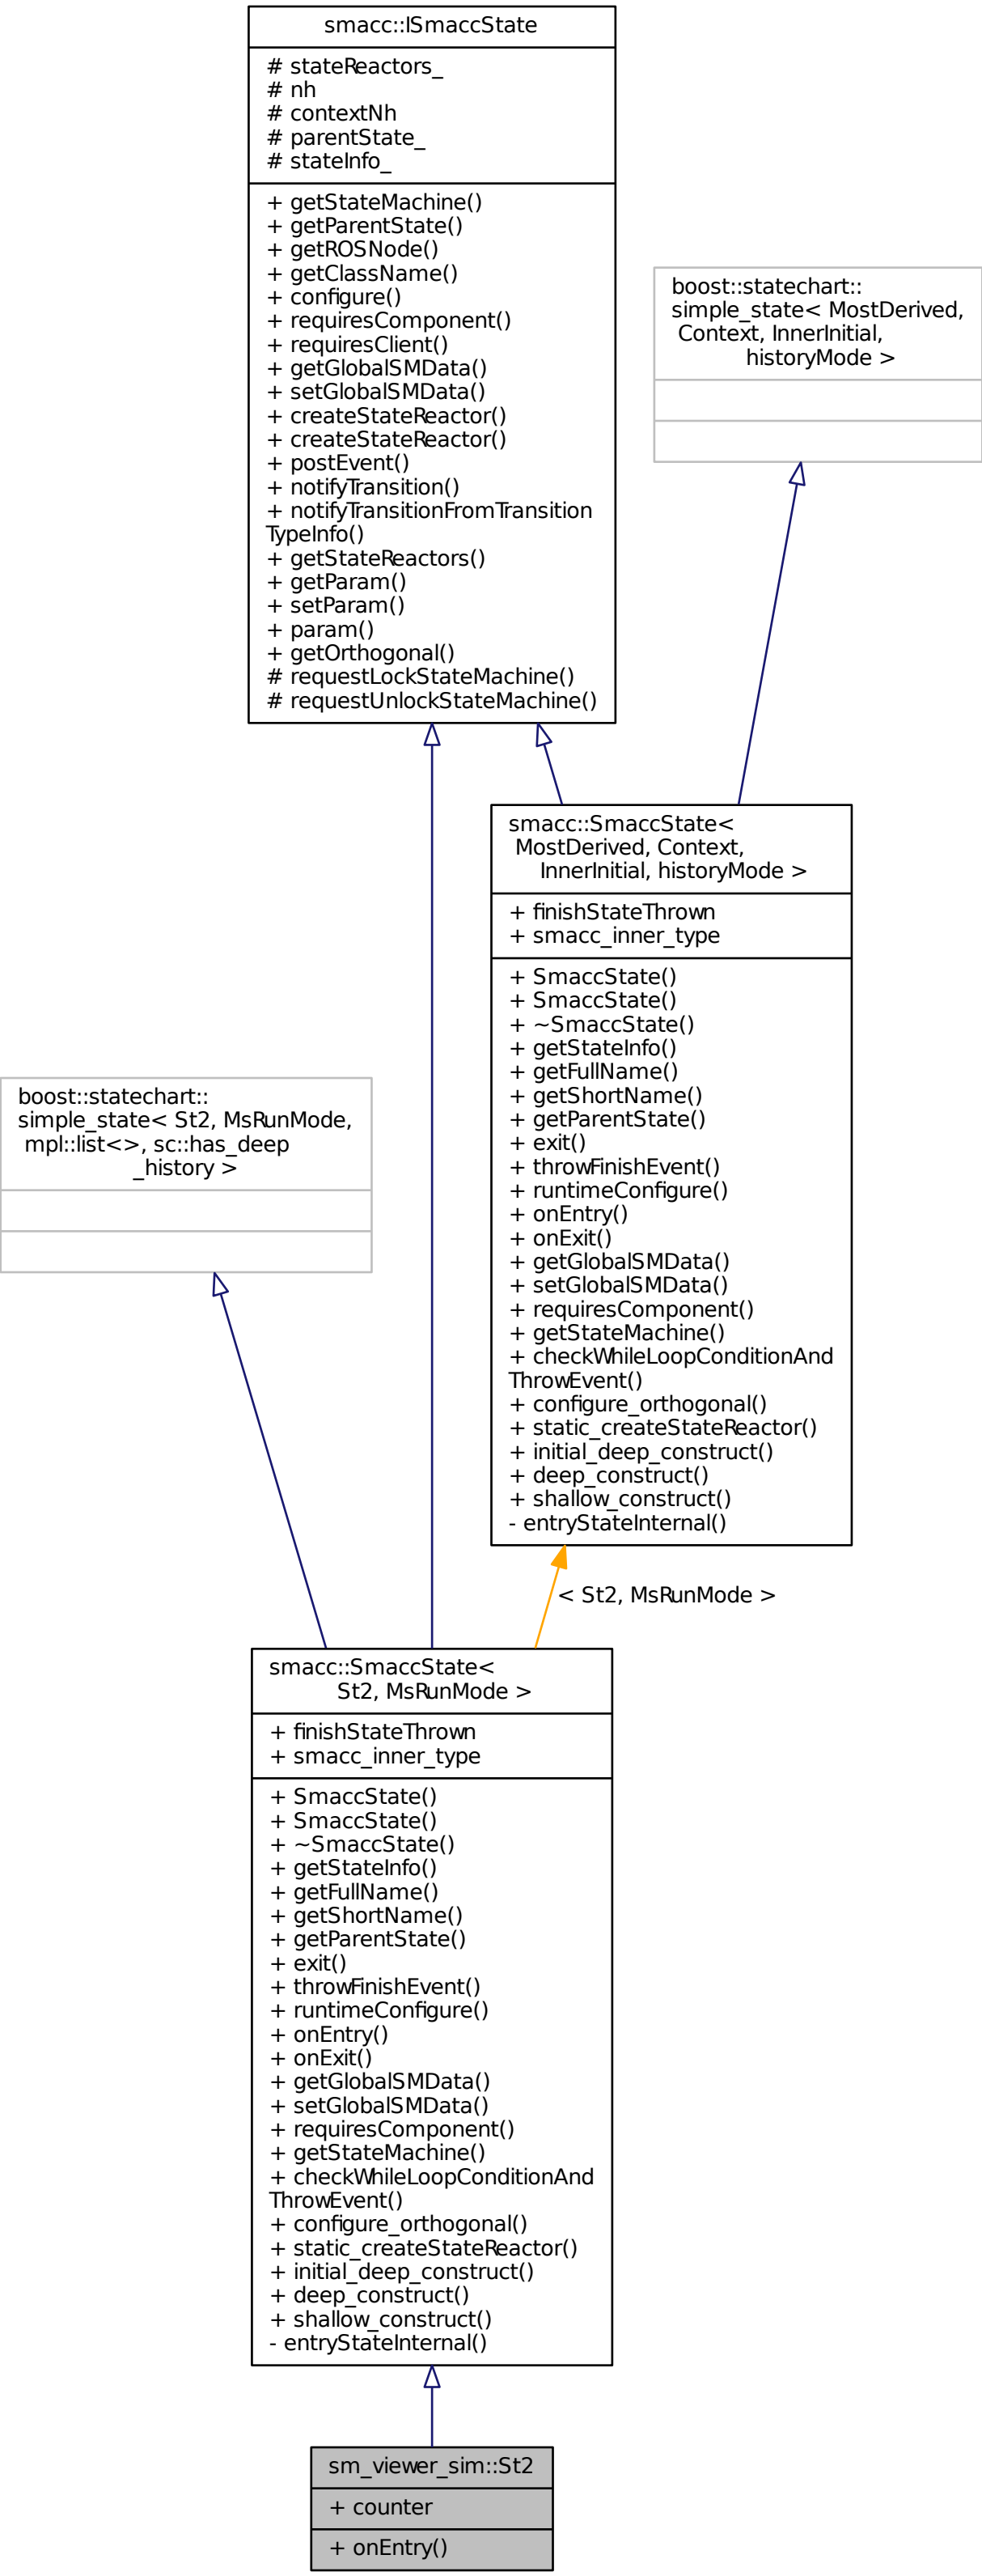 smacc::ISmaccState
# stateReactors_
# nh
# contextNh
# parentState_
# stateInfo_
+ getStateMachine()
+ getParentState()
+ getROSNode()
+ getClassName()
+ configure()
+ requiresComponent()
+ requiresClient()
+ getGlobalSMData()
+ setGlobalSMData()
+ createStateReactor()
+ createStateReactor()
+ postEvent()
+ notifyTransition()
+ notifyTransitionFromTransition
TypeInfo()
+ getStateReactors()
+ getParam()
+ setParam()
+ param()
+ getOrthogonal()
# requestLockStateMachine()
# requestUnlockStateMachine()
boost::statechart::
simple_state< MostDerived,
Context, InnerInitial,
historyMode >
smacc::SmaccState<
MostDerived, Context,
InnerInitial, historyMode >
+ finishStateThrown
+ smacc_inner_type
+ SmaccState()
+ SmaccState()
+ ~SmaccState()
+ getStateInfo()
+ getFullName()
+ getShortName()
+ getParentState()
+ exit()
+ throwFinishEvent()
+ runtimeConfigure()
+ onEntry()
+ onExit()
+ getGlobalSMData()
+ setGlobalSMData()
+ requiresComponent()
+ getStateMachine()
+ checkWhileLoopConditionAnd
ThrowEvent()
+ configure_orthogonal()
+ static_createStateReactor()
+ initial_deep_construct()
+ deep_construct()
+ shallow_construct()
- entryStateInternal()
boost::statechart::
simple_state< St2, MsRunMode,
mpl::list<>, sc::has_deep
_history >
< St2, MsRunMode >
smacc::SmaccState<
St2, MsRunMode >
+ finishStateThrown
+ smacc_inner_type
+ SmaccState()
+ SmaccState()
+ ~SmaccState()
+ getStateInfo()
+ getFullName()
+ getShortName()
+ getParentState()
+ exit()
+ throwFinishEvent()
+ runtimeConfigure()
+ onEntry()
+ onExit()
+ getGlobalSMData()
+ setGlobalSMData()
+ requiresComponent()
+ getStateMachine()
+ checkWhileLoopConditionAnd
ThrowEvent()
+ configure_orthogonal()
+ static_createStateReactor()
+ initial_deep_construct()
+ deep_construct()
+ shallow_construct()
- entryStateInternal()
sm_viewer_sim::St2
+ counter
+ onEntry()